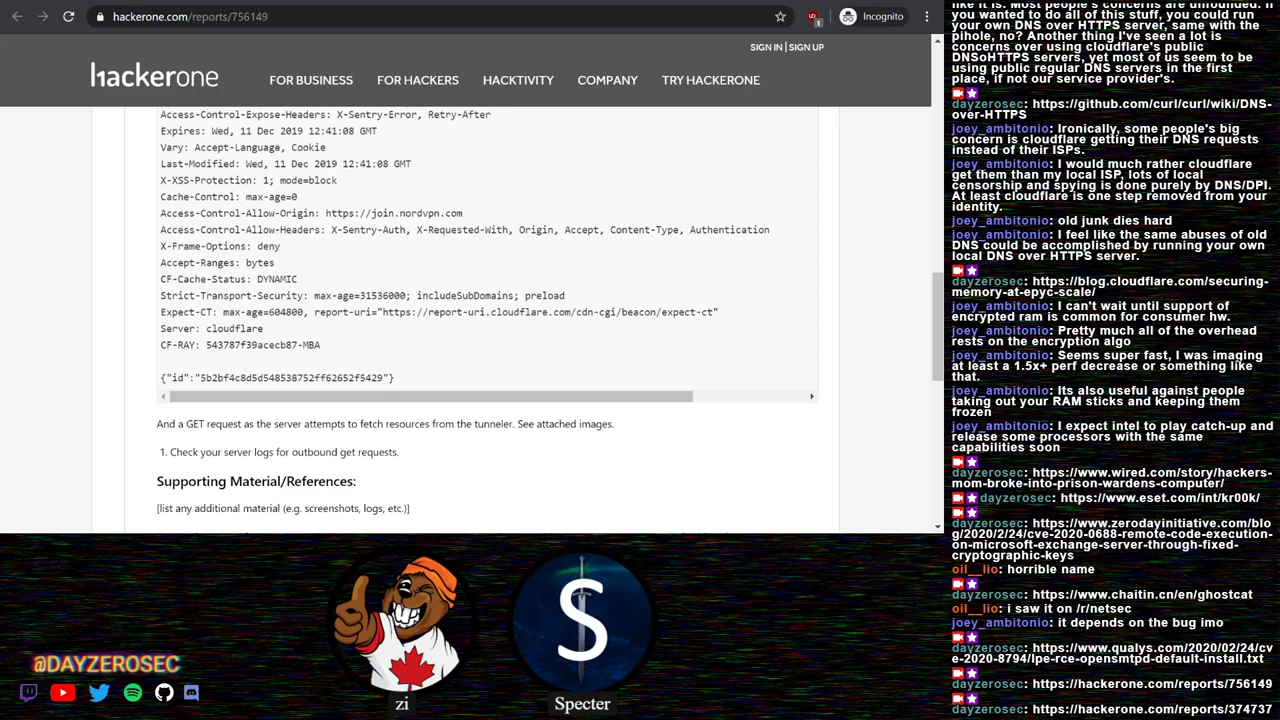 hackerone.com/reports/756149
1
Incognito
SIGN IN | SIGN UP
hackerone
FOR BUSINESS
FOR HACKERS
HACKTIVITY
COMPANY
TRY HACKERONE
Access-Control-Expose-Headers: X-Sentry-Error, Retry-After
Expires: Wed, 11 Dec 2019 12:41:08 GMT
Vary: Accept-Language, Cookie
Last-Modified: Wed, 11 Dec 2019 12:41:08 GMT
X-XSS-Protection: 1; mode=block
Cache-Control: max-age=0
Access-Control-Allow-Origin: https://join.nordvpn.com
Access-Control-Allow-Headers: X-Sentry-Auth, X-Requested-With, Origin, Accept, Content-Type, Authentication
X-Frame-Options: deny
Accept-Ranges: bytes
CF-Cache-Status: DYNAMIC
Strict-Transport-Security: max-age=31536000; includeSubDomains; preload
Expect-CT: max-age=604800, report-uri="https://report-uri.cloudflare.com/cdn-cgi/beacon/expect-ct"
Server: cloudflare
CF-RAY: 543787f39acecb87-MBA
{"id":"5b2bf4c8d5d548538752ff62652f5429"}
And a GET request as the server attempts to fetch resources from the tunneler. See attached images.
1. Check your server logs for outbound get requests.
Supporting Material/References:
[list any additional material (e.g. screenshots, logs, etc.)]
@DAYZEROSEC
zi
S
Specter
like it is. Most people's concerns are unfounded. If
you wanted to do all of this stuff, you could run
your own DNS over HTTPS server, same with the
pihole, no? Another thing I've seen a lot is
concerns over using cloudflare's public
DNSoHTTPS servers, yet most of us seem to be
using public regular DNS servers in the first
place, if not our service provider's.
dayzerosec: https://github.com/curl/curl/wiki/DNS-
over-HTTPS
joey_ambitonio: Ironically, some people's big
concern is cloudflare getting their DNS requests
instead of their ISPs.
joey_ambitonio: I would much rather cloudflare
get them than my local ISP, lots of local
censorship and spying is done purely by DNS/DPI.
At least cloudflare is one step removed from your
identity.
joey_ambitonio: old junk dies hard
joey_ambitonio: I feel like the same abuses of old
DNS could be accomplished by running your own
local DNS over HTTPS server.
dayzerosec: https://blog.cloudflare.com/securing-
memory-at-epyc-scale/
joey_ambitonio: I can't wait until support of
encrypted ram is common for consumer hw.
joey_ambitonio: Pretty much all of the overhead
rests on the encryption algo
joey_ambitonio: Seems super fast, I was imaging
at least a 1.5x+ perf decrease or something like
that.
joey_ambitonio: Its also useful against people
taking out your RAM sticks and keeping them
frozen
joey_ambitonio: I expect intel to play catch-up and
release some processors with the same
capabilities soon
dayzerosec: https://www.wired.com/story/hackers-
mom-broke-into-prison-wardens-computer/
dayzerosec: https://www.eset.com/int/kr00k/
dayzerosec: https://www.zerodayinitiative.com/blo
g/2020/2/24/cve-2020-0688-remote-code-execution-
on-microsoft-exchange-server-through-fixed-
cryptographic-keys
oil__lio: horrible name
dayzerosec: https://www.chaitin.cn/en/ghostcat
oil__lio: i saw it on /r/netsec
joey_ambitonio: it depends on the bug imo
dayzerosec: https://www.qualys.com/2020/02/24/cv
e-2020-8794/lpe-rce-opensmtpd-default-install.txt
dayzerosec: https://hackerone.com/reports/756149
dayzerosec: https://hackerone.com/reports/374737